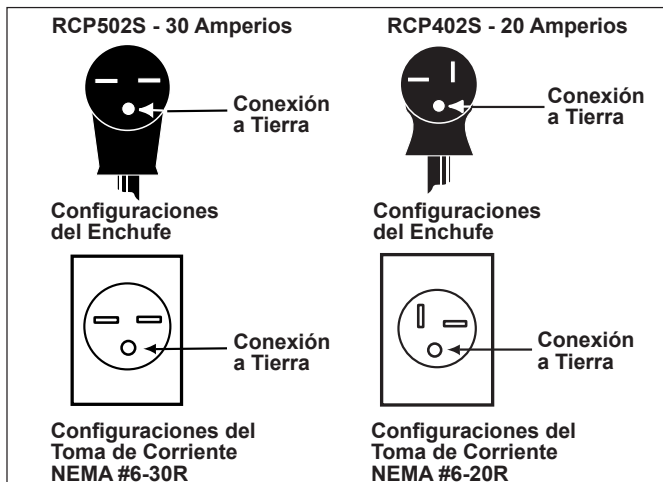 RCP502S - 30 Amperios
Conexión
a Tierra
Configuraciones
del Enchufe
Conexión
a Tierra
Configuraciones del
Toma de Corriente
NEMA #6-30R
RCP402S - 20 Amperios
Conexión
a Tierra
Configuraciones
del Enchufe
Conexión
a Tierra
Configuraciones del
Toma de Corriente
NEMA #6-20R